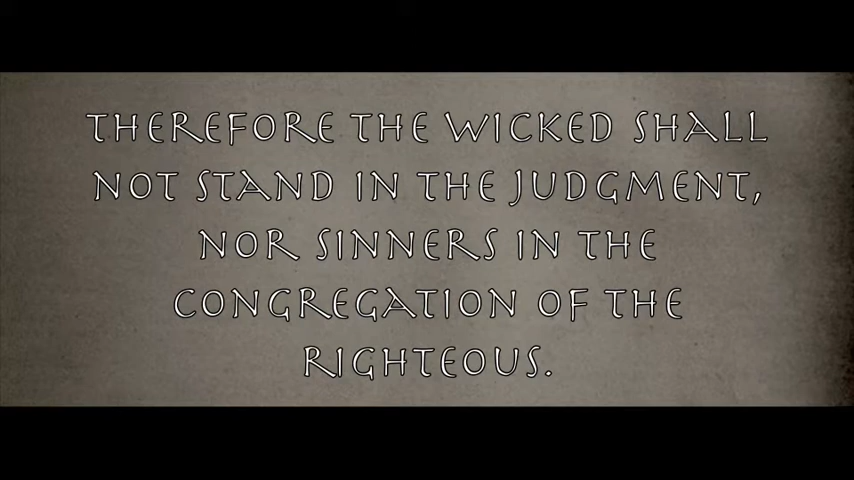 THEREFORE THE WICKED SHALL
NOT STAND IN THE JUDGMENT,
NOR SINNERS IN THE
CONGREGATION OF THE
RIGHTEOUS.